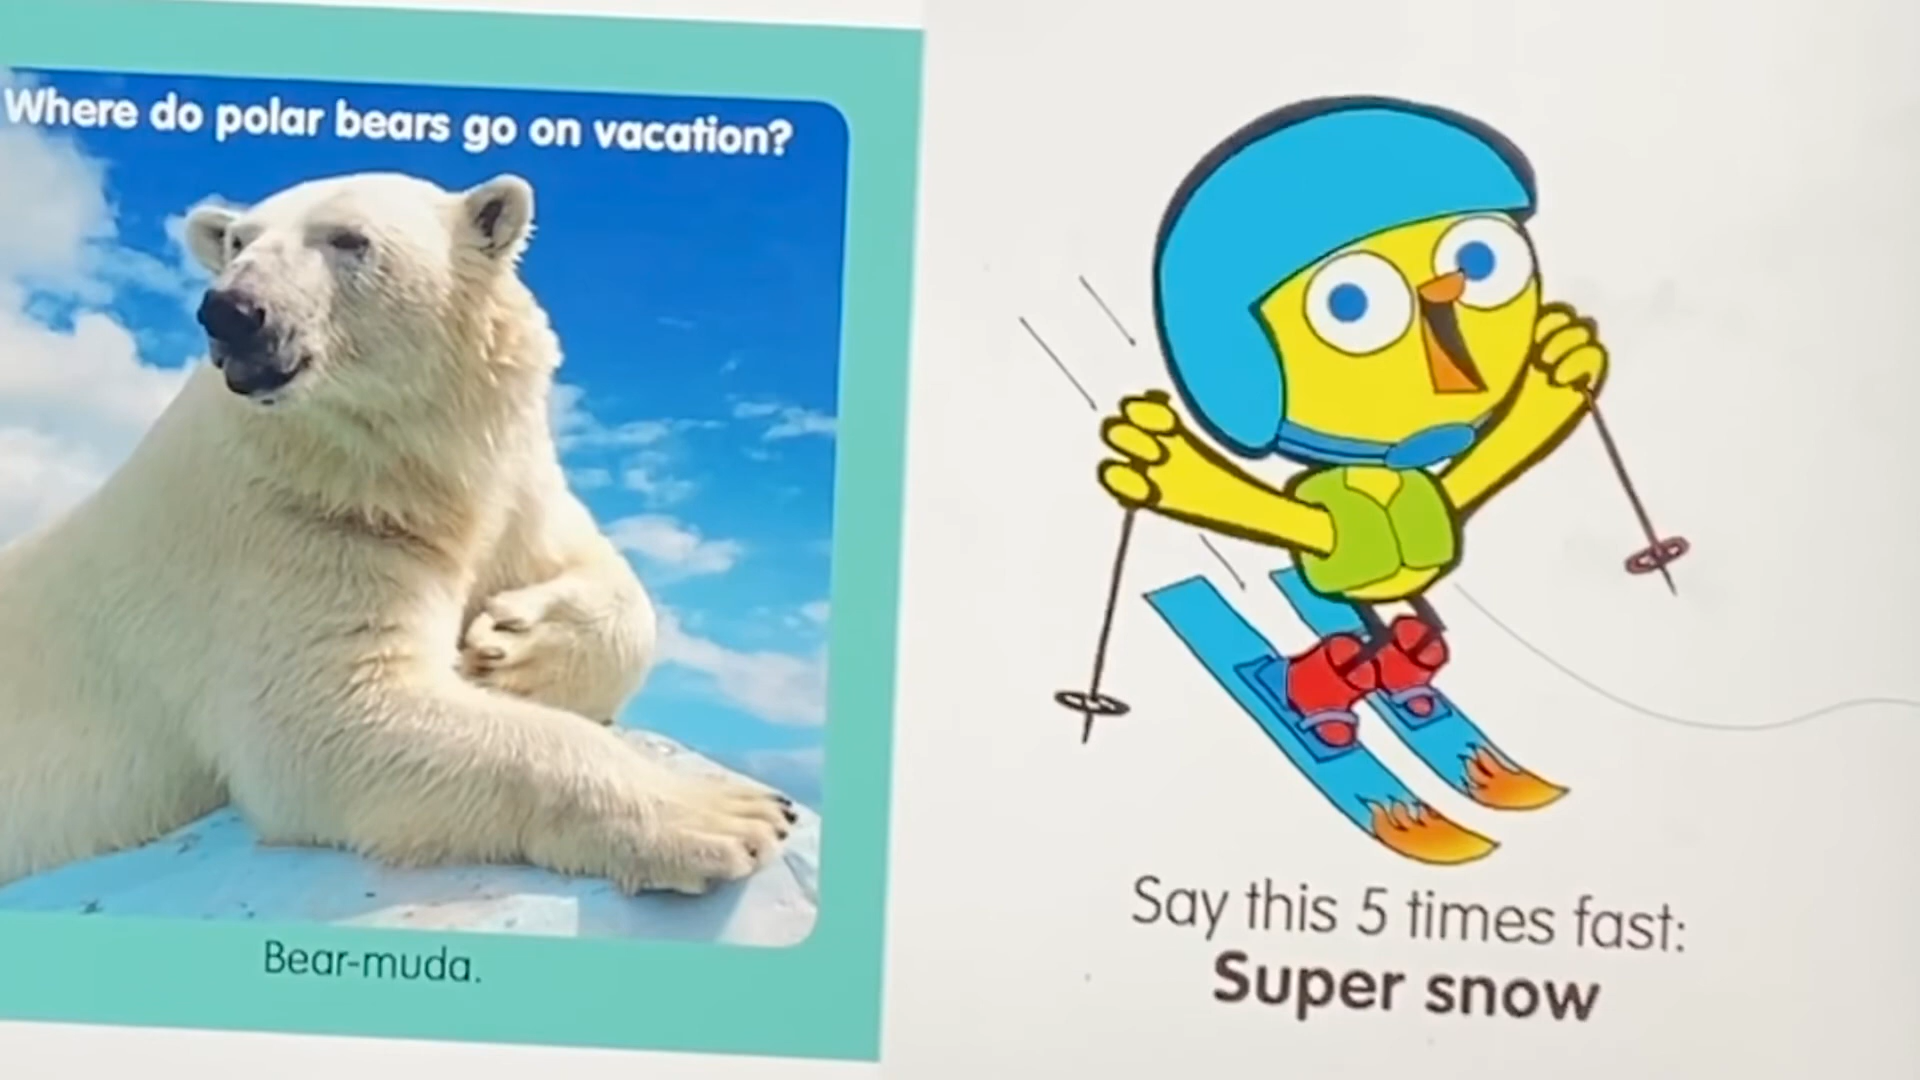 Where do polar bears go on vacation?
Bear-muda.
Say this 5 times fast:
Super snow